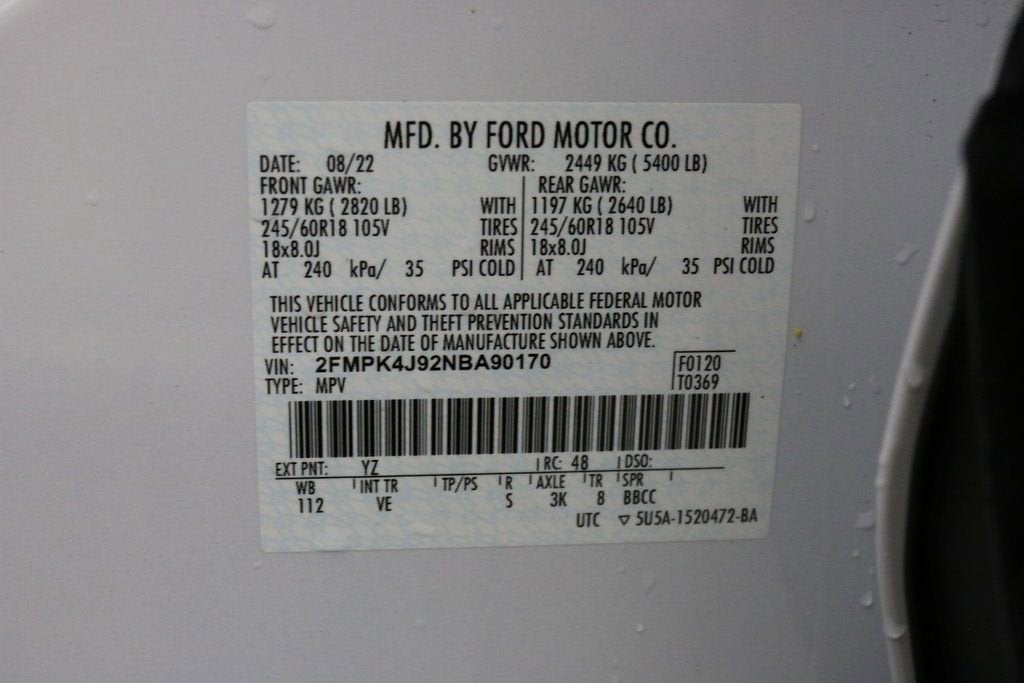 MFD. BY FORD MOTOR CO.
DATE: 08/22 GVWR: 2449 KG ( 5400 LB)
FRONT GAWR: REAR GAWR:
1279 KG ( 2820 LB) WITH 1197 KG ( 2640 LB) WITH
245/60R18 105V TIRES 245/60R18 105V TIRES
18x8.0J RIMS 18x8.0J RIMS
AT 240 kPa/ 35 PSI COLD AT 240 kPa/ 35 PSI COLD
THIS VEHICLE CONFORMS TO ALL APPLICABLE FEDERAL MOTOR
VEHICLE SAFETY AND THEFT PREVENTION STANDARDS IN
EFFECT ON THE DATE OF MANUFACTURE SHOWN ABOVE.
VIN: 2FMPK4J92NBA90170 F0120
TYPE: MPV T0369
EXT PNT: YZ RC: 48 DSO:
WB INT TR TP/PS R AXLE TR SPR
112 VE S 3K 8 BBCC
UTC ▽ 5U5A-1520472-BA